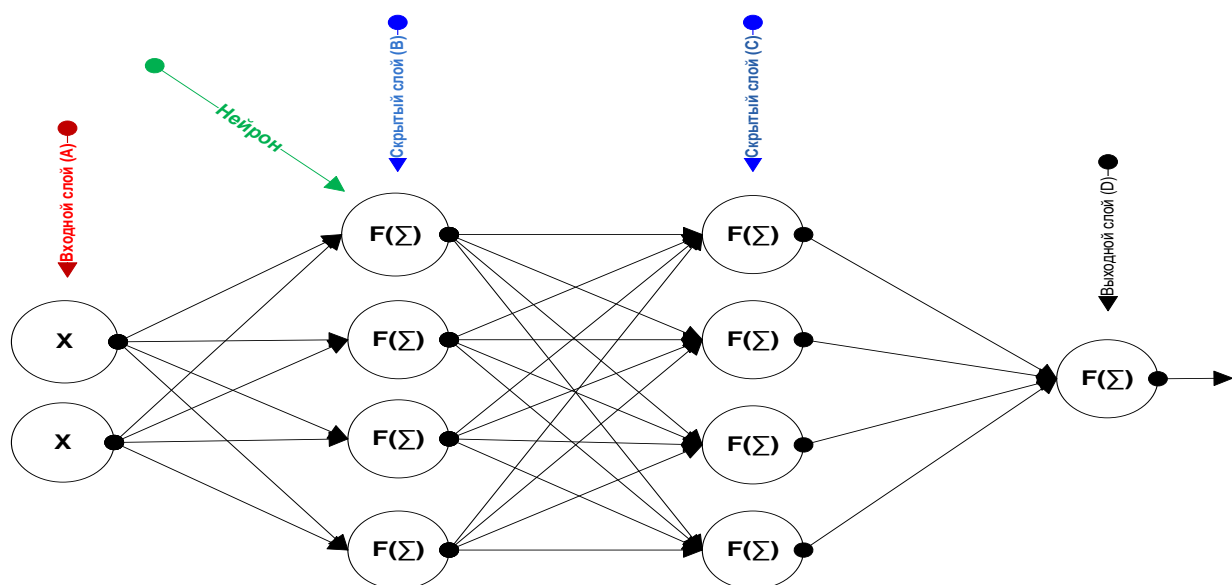 Входной слой (A)
Нейрон
Скрытый слой (B)
Скрытый слой (C)
Выходной слой (D)
X
X
F(∑)
F(∑)
F(∑)
F(∑)
F(∑)
F(∑)
F(∑)
F(∑)
F(∑)